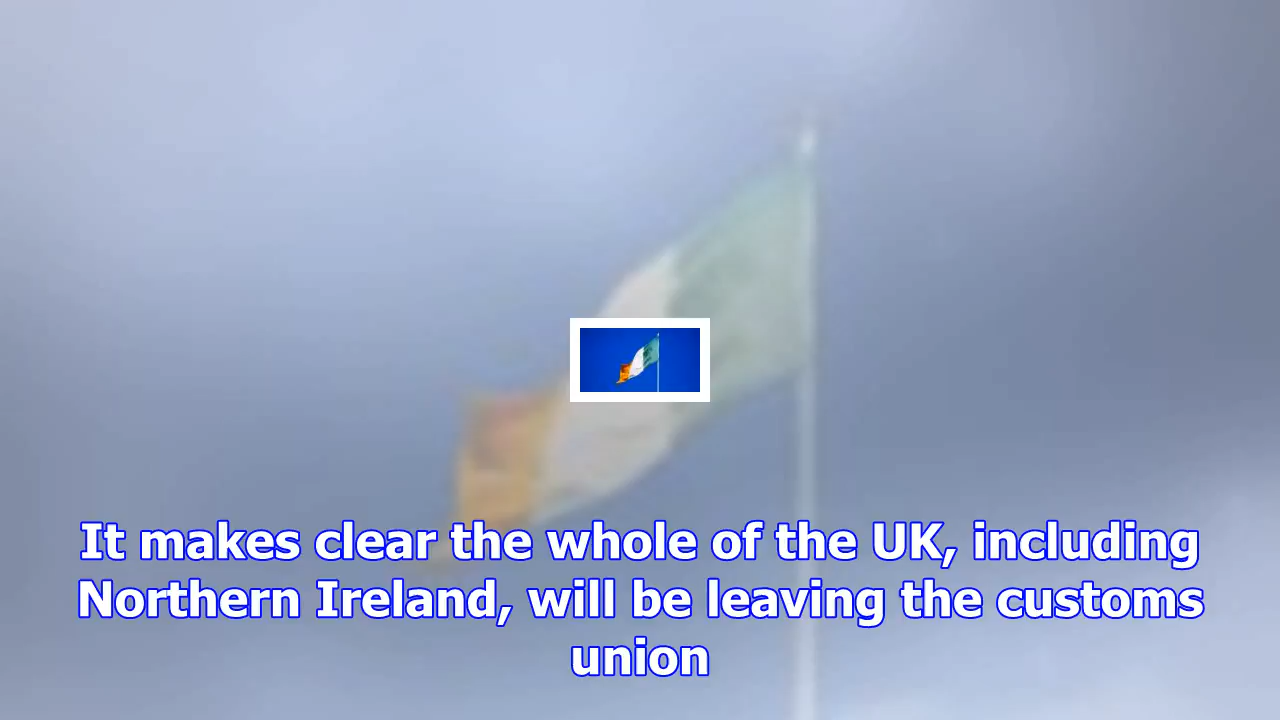 It makes clear the whole of the UK, including
Northern Ireland, will be leaving the customs
union